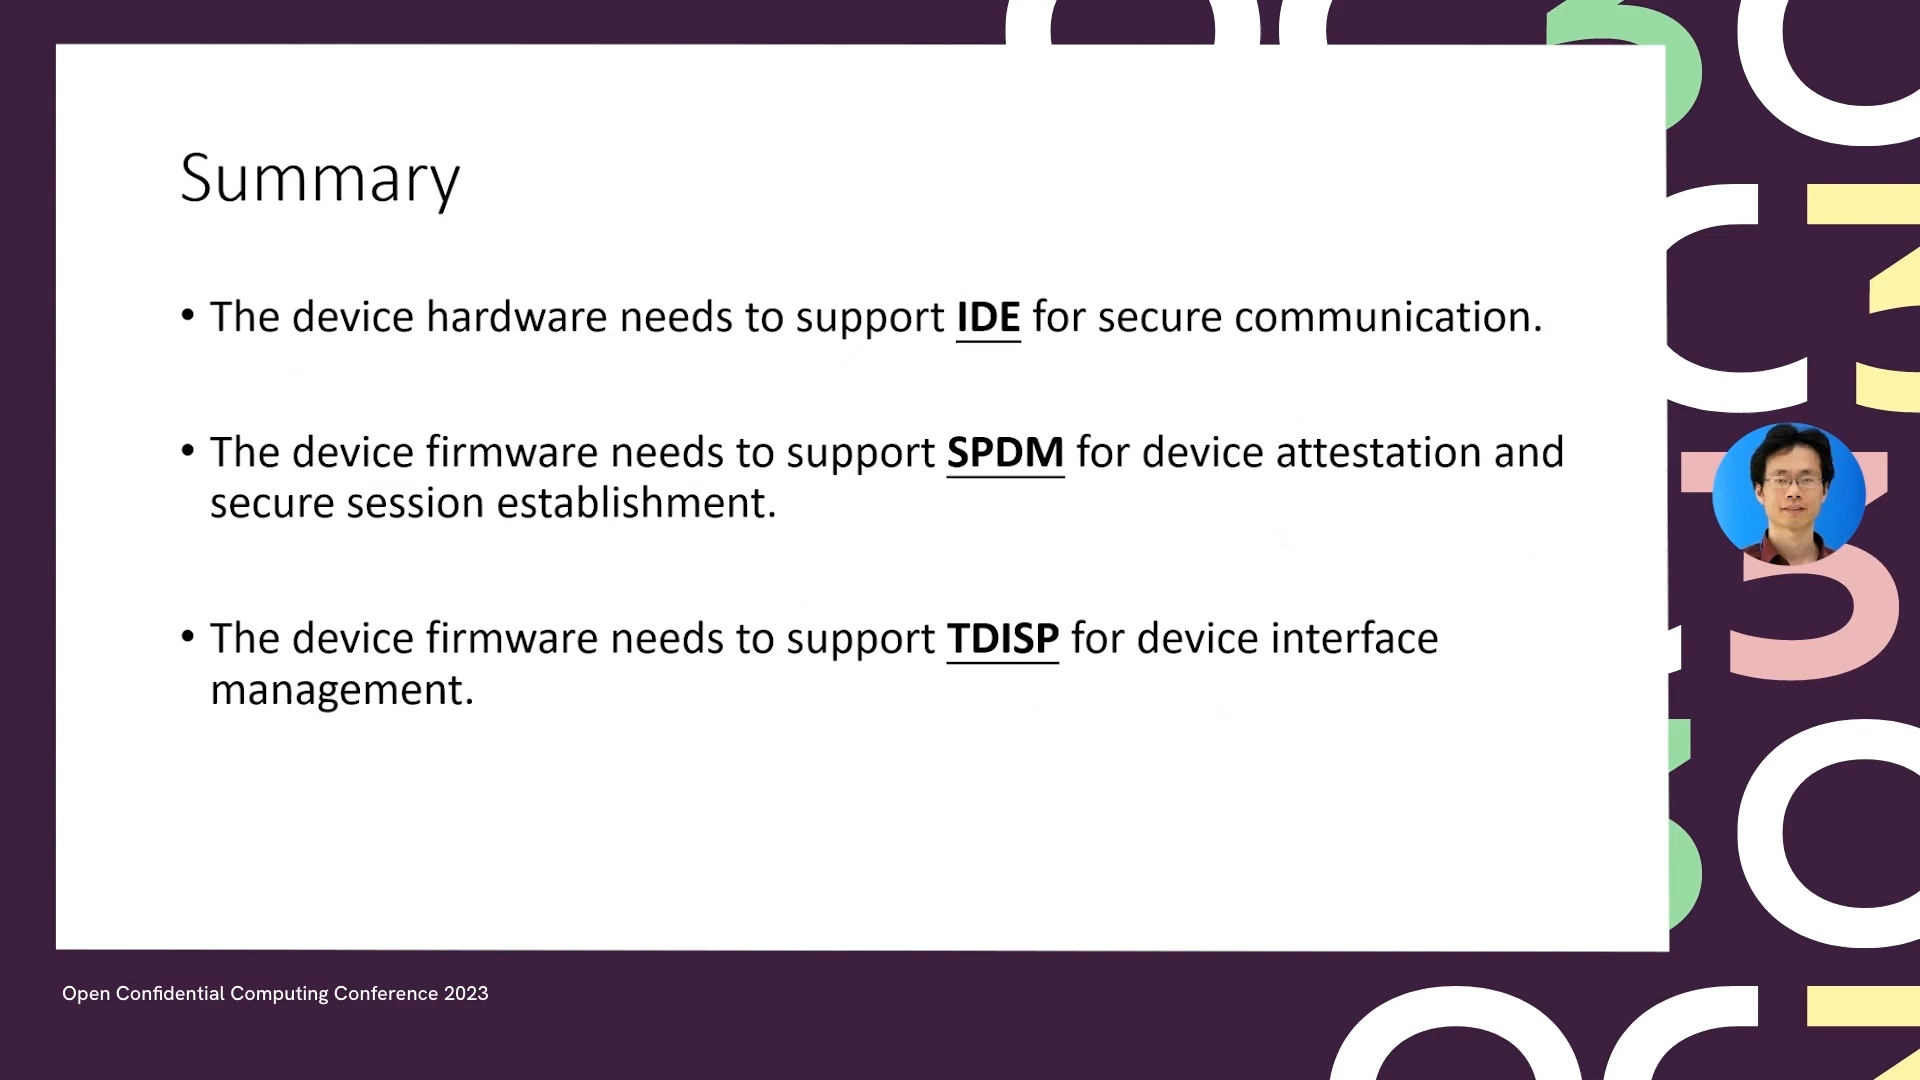 Summary
• The device hardware needs to support IDE for secure communication.
• The device firmware needs to support SPDM for device attestation and
secure session establishment.
• The device firmware needs to support TDISP for device interface
management.
Open Confidential Computing Conference 2023